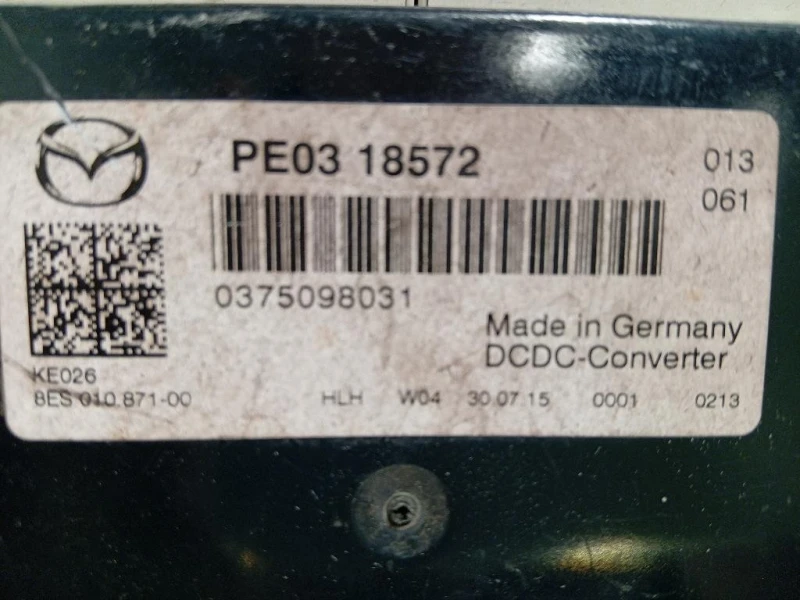 PE03 18572
013
061
0375098031
Made in Germany
DCDC-Converter
KE026
8ES 010.871-00 HLH W04 30.07.15 0001 0213